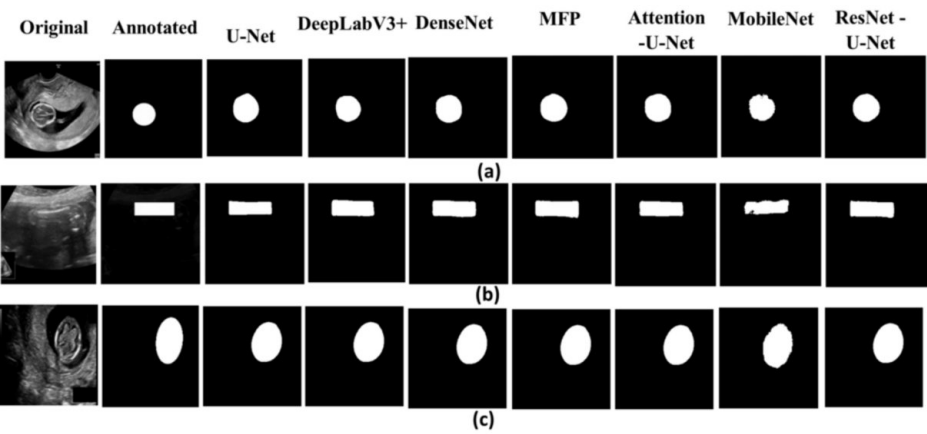 Original Annotated U-Net DeepLabV3+ DenseNet MFP Attention MobileNet ResNet -
-U-Net U-Net
(a)
(b)
(c)